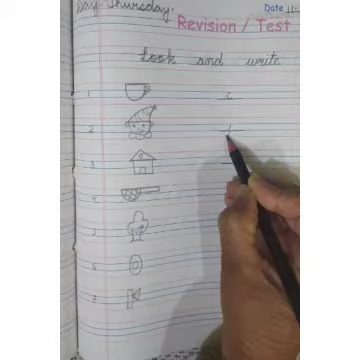 Day- Thursday.
Date 11-
Revision / Test
Look and write
1 c
2
3
4
5
6
7